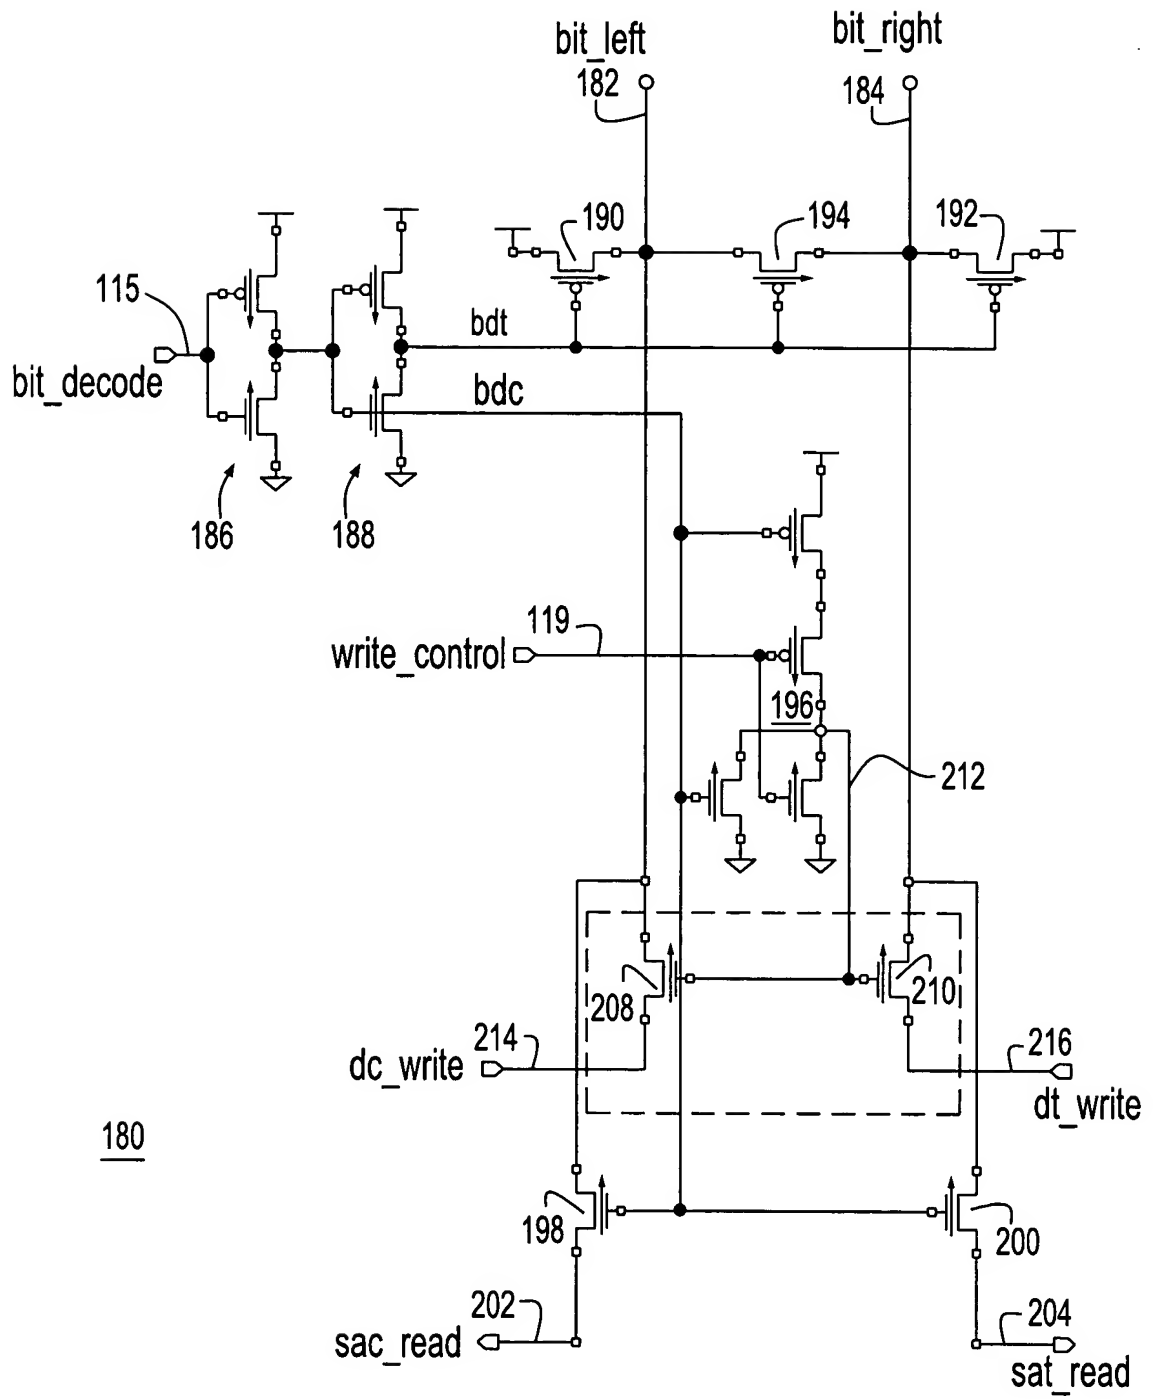 bit_left
bit_right
182
184
190
194
192
115
bdt
bit_decode
bdc
186
188
119
write_control
196
212
208
210
214
dc_write
216
dt_write
180
198
200
202
sac_read
204
sat_read